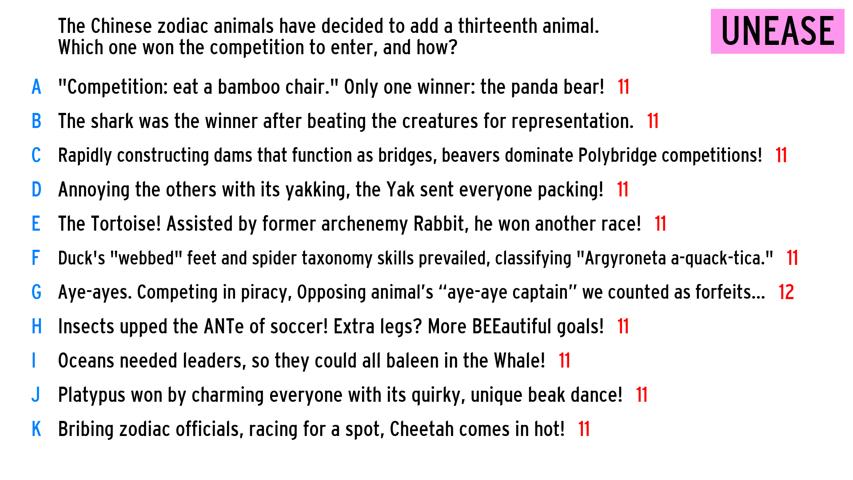 The Chinese zodiac animals have decided to add a thirteenth animal.
Which one won the competition to enter, and how?
UNEASE
A "Competition: eat a bamboo chair." Only one winner: the panda bear! 11
B The shark was the winner after beating the creatures for representation. 11
C Rapidly constructing dams that function as bridges, beavers dominate Polybridge competitions! 11
D Annoying the others with its yakking, the Yak sent everyone packing! 11
E The Tortoise! Assisted by former archenemy Rabbit, he won another race! 11
F Duck's "webbed" feet and spider taxonomy skills prevailed, classifying "Argyroneta a-quack-tica." 11
G Aye-ayes. Competing in piracy, Opposing animal's “aye-aye captain” we counted as forfeits... 12
H Insects upped the ANTe of soccer! Extra legs? More BEEautiful goals! 11
I Oceans needed leaders, so they could all baleen in the Whale! 11
J Platypus won by charming everyone with its quirky, unique beak dance! 11
K Bribing zodiac officials, racing for a spot, Cheetah comes in hot! 11